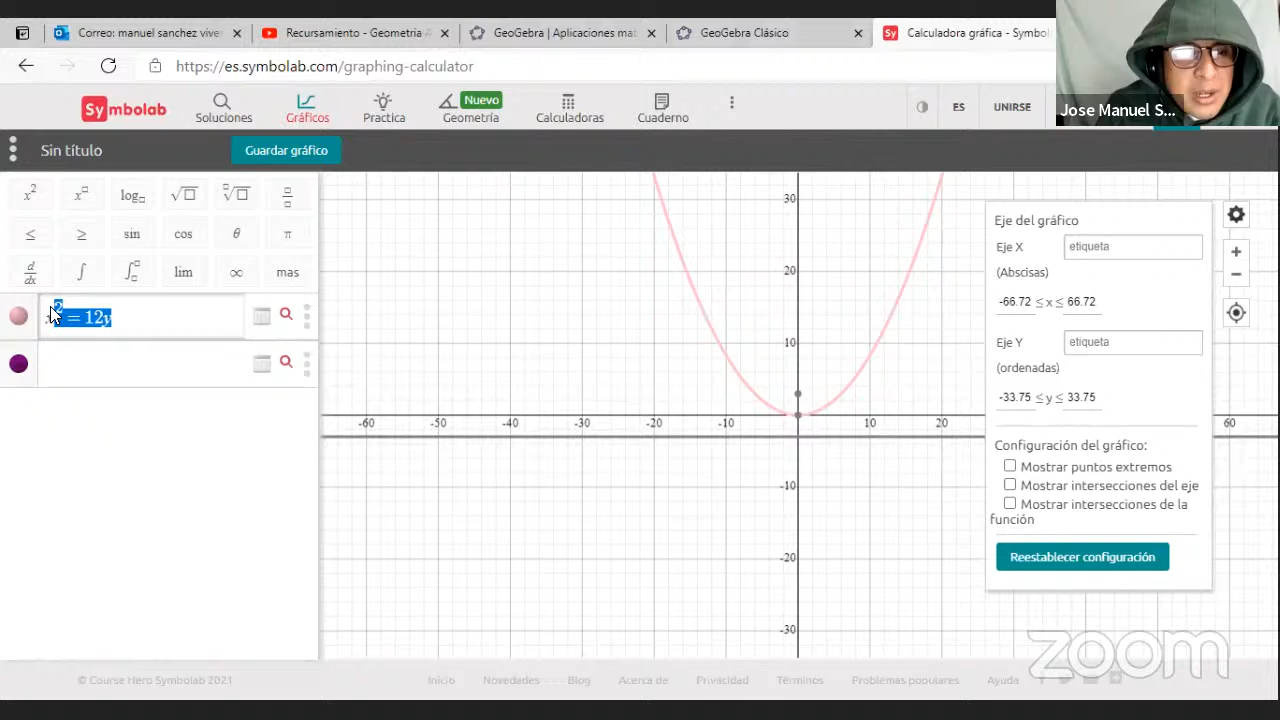 Correo: manuel sanchez viver
Recursamiento - Geometria A
GeoGebra | Aplicaciones mat
GeoGebra Clásico
Calculadora gráfica - Symbol
https://es.symbolab.com/graphing-calculator
Jose Manuel S...
Symbolab
Soluciones
Gráficos
Practica
Nuevo
Geometría
Calculadoras
Cuaderno
ES
UNIRSE
Sin título
Guardar gráfico
x² x□ log□ √□ □√□ □/□
≤ ≥ sin cos θ π
d/dx ∫ ∫□□ lim ∞ mas
x² = 12y
30
20
10
-60 -50 -40 -30 -20 -10 10 20 60
-10
-20
-30
Eje del gráfico
Eje X etiqueta
(Abscisas)
-66.72 ≤ x ≤ 66.72
Eje Y etiqueta
(ordenadas)
-33.75 ≤ y ≤ 33.75
Configuración del gráfico:
Mostrar puntos extremos
Mostrar intersecciones del eje
Mostrar intersecciones de la
función
Reestablecer configuración
zoom
© Course Hero Symbolab 2021
Inicio Novedades Blog Acerca de Privacidad Términos Problemas populares Ayuda